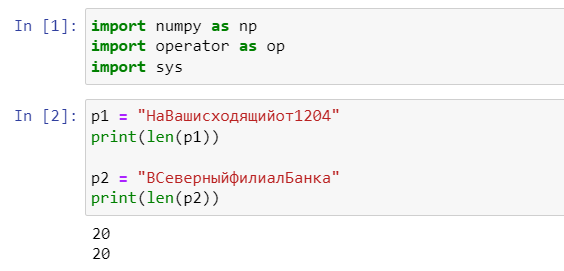 In [1]: import numpy as np
import operator as op
import sys
In [2]: p1 = "НаВашисходящийот1204"
print(len(p1))
p2 = "ВСеверныйфилиалБанка"
print(len(p2))
20
20